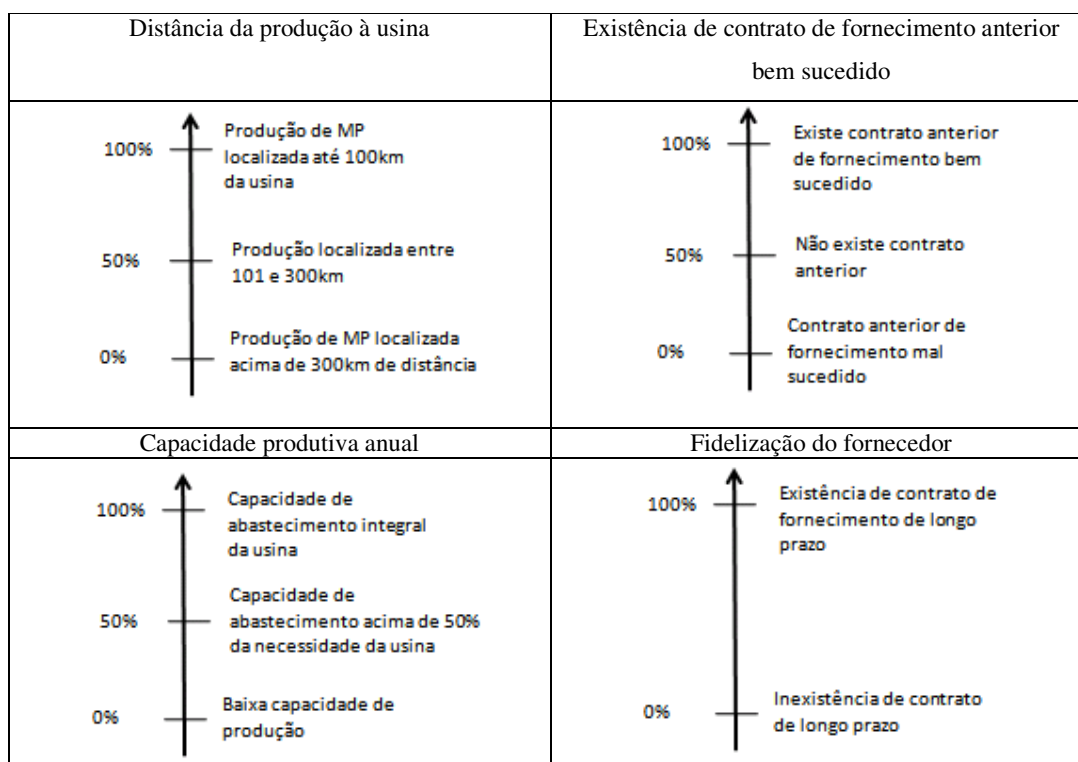 Distância da produção à usina
Existência de contrato de fornecimento anterior
bem sucedido
100%
Produção de MP
localizada até 100km
da usina
50%
Produção localizada entre
101 e 300km
0%
Produção de MP localizada
acima de 300km de distância
100%
Existe contrato anterior
de fornecimento bem
sucedido
50%
Não existe contrato
anterior
0%
Contrato anterior de
fornecimento mal
sucedido
Capacidade produtiva anual
Fidelização do fornecedor
100%
Capacidade de
abastecimento integral
da usina
50%
Capacidade de
abastecimento acima de 50%
da necessidade da usina
0%
Baixa capacidade de
produção
100%
Existência de contrato de
fornecimento de longo
prazo
0%
Inexistência de contrato
de longo prazo